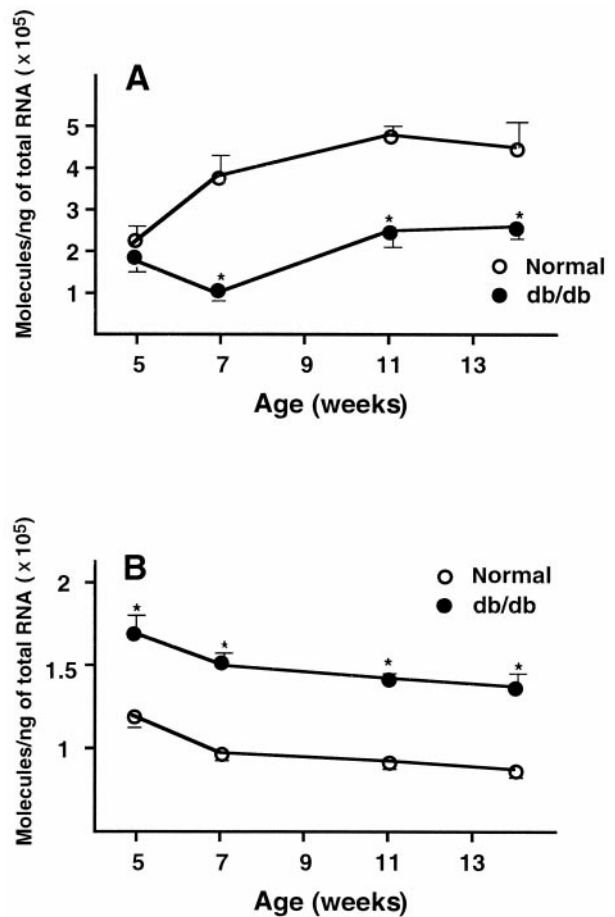 A
Molecules/ng of total RNA ( x 10⁵)
5
4
3
2
1
*
*
*
Normal
db/db
5 7 9 11 13
Age (weeks)
B
Molecules/ng of total RNA ( x 10⁵)
2
1.5
1
*
*
*
*
Normal
db/db
5 7 9 11 13
Age (weeks)